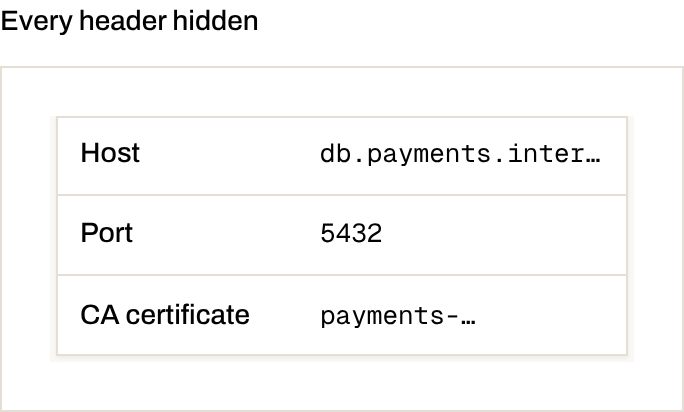 Every header hidden
Host db.payments.inter…
Port 5432
CA certificate payments-…